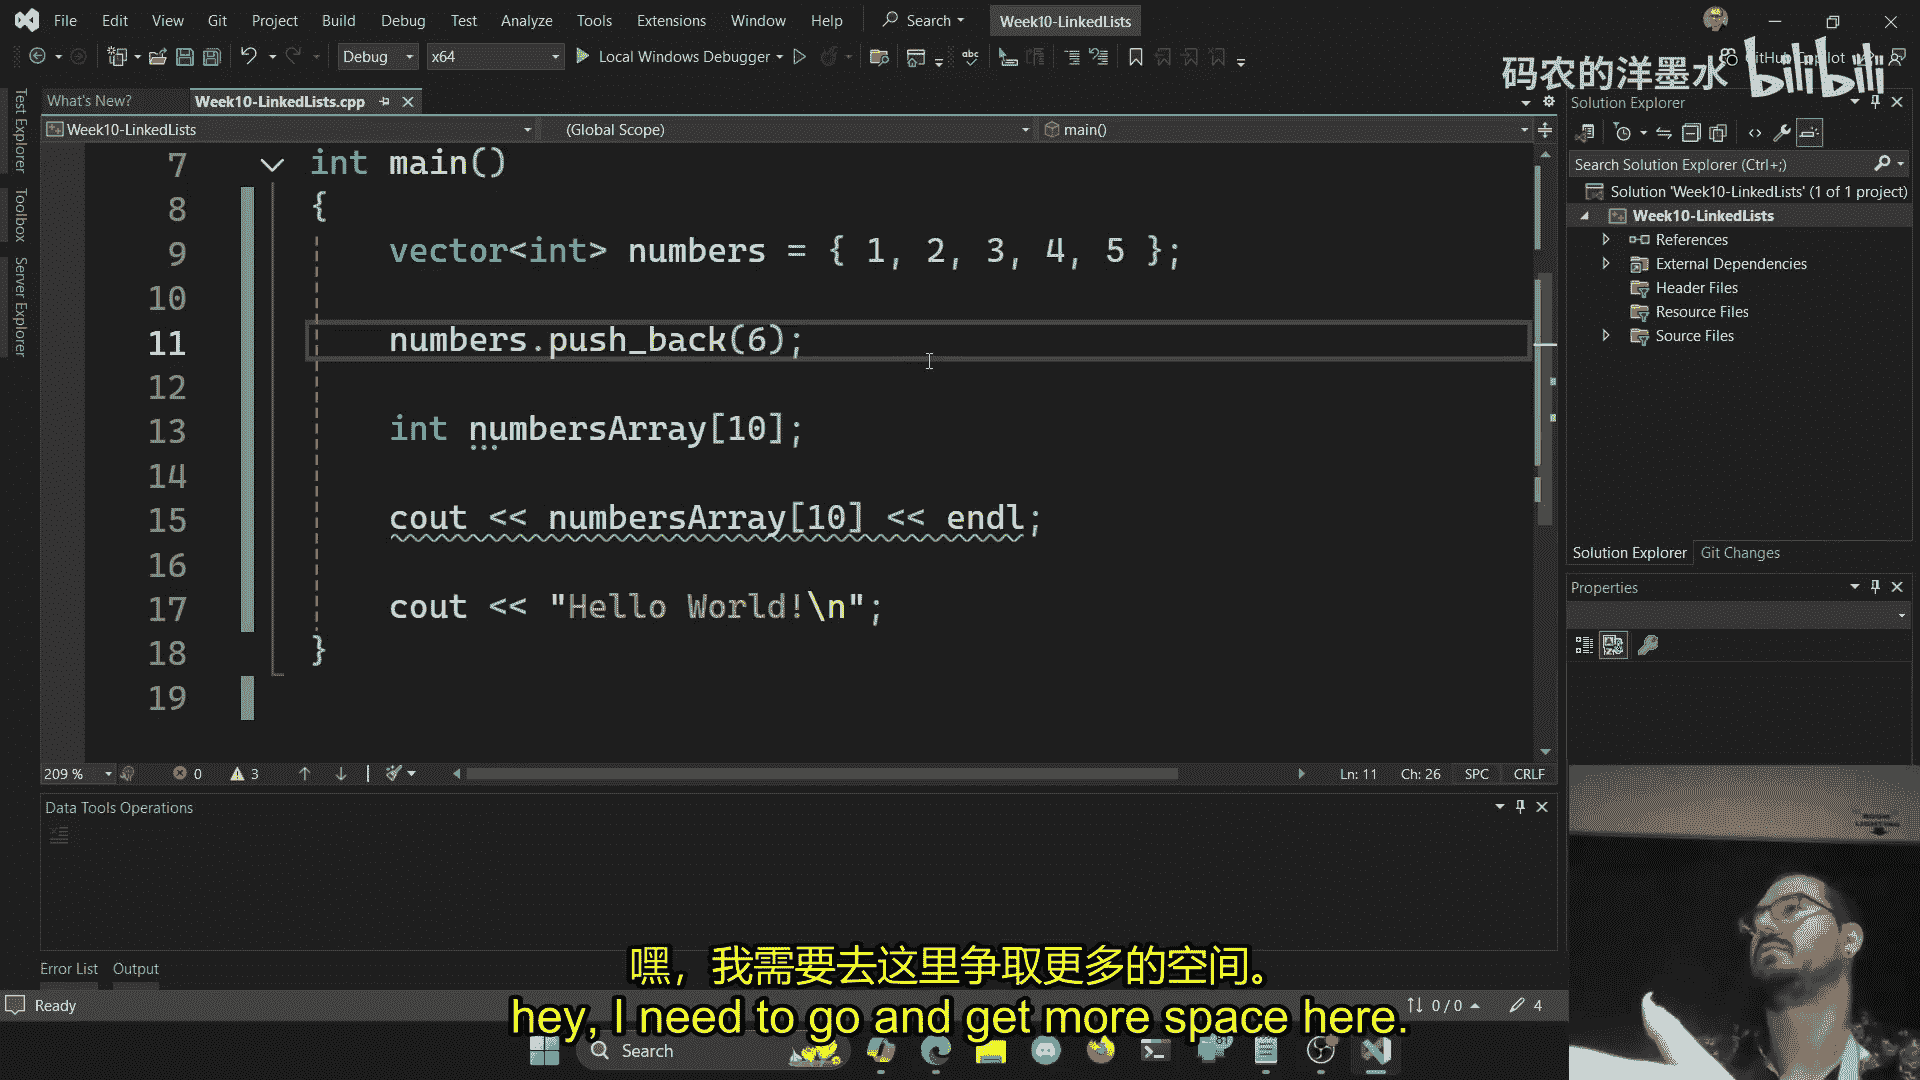 File Edit View Git Project Build Debug Test Analyze Tools Extensions Window Help Search Week10-LinkedLists
Debug x64 Local Windows Debugger
码农的洋墨水 bilibili
What's New? Week10-LinkedLists.cpp
Week10-LinkedLists (Global Scope) main()
Test Explorer
Toolbox
Server Explorer
7 int main()
8 {
9 vector<int> numbers = { 1, 2, 3, 4, 5 };
10
11 numbers.push_back(6);
12
13 int numbersArray[10];
14
15 cout << numbersArray[10] << endl;
16
17 cout << "Hello World!\n";
18 }
19
209 % 0 3 Ln: 11 Ch: 26 SPC CRLF
Data Tools Operations
Error List Output
Ready
0 / 0 4
Solution Explorer
Search Solution Explorer (Ctrl+;)
Solution 'Week10-LinkedLists' (1 of 1 project)
Week10-LinkedLists
References
External Dependencies
Header Files
Resource Files
Source Files
Solution Explorer Git Changes
Properties
嘿，我需要去这里争取更多的空间。
hey, I need to go and get more space here.
Search